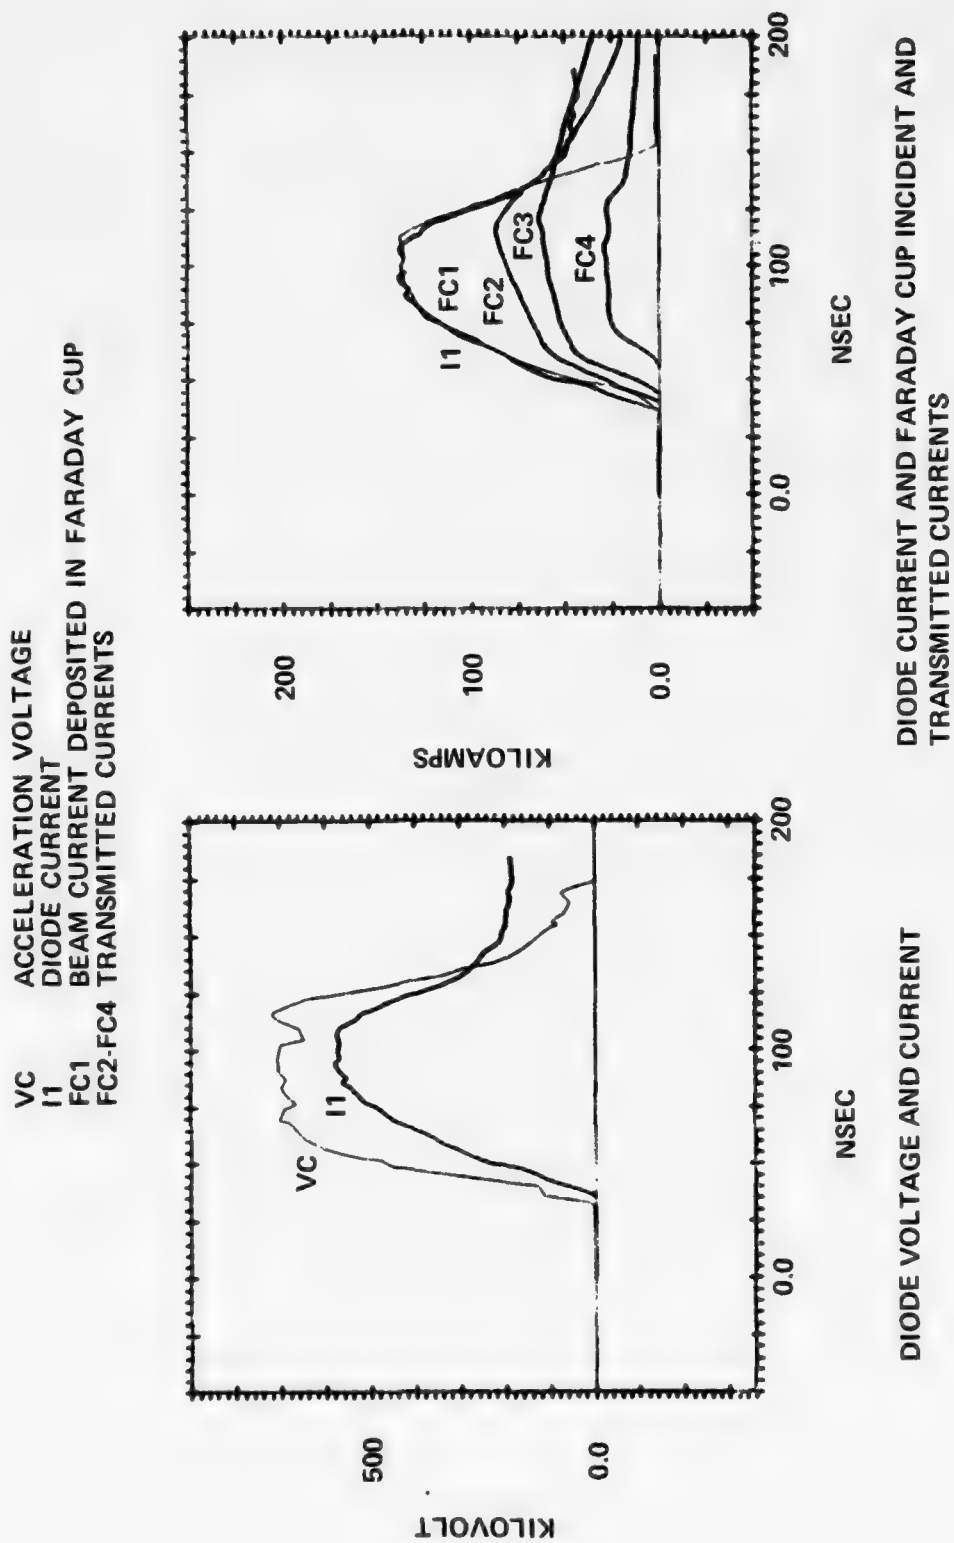 VC ACCELERATION VOLTAGE
I1 DIODE CURRENT
FC1 BEAM CURRENT DEPOSITED IN FARADAY CUP
FC2-FC4 TRANSMITTED CURRENTS
KILOVOLT
500
0.0
VC
I1
0.0
100
200
NSEC
DIODE VOLTAGE AND CURRENT
KILOAMPS
200
100
0.0
I1
FC1
FC2
FC3
FC4
0.0
100
200
NSEC
DIODE CURRENT AND FARADAY CUP INCIDENT AND
TRANSMITTED CURRENTS